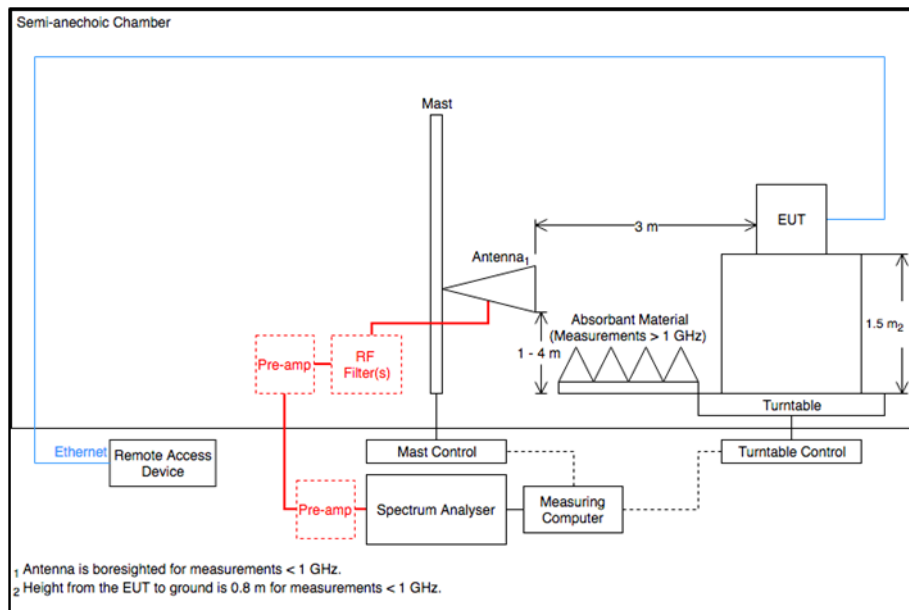 Semi-anechoic Chamber
Mast
EUT
3 m
Antenna1
1.5 m2
Absorbant Material
(Measurements > 1 GHz)
1 - 4 m
Pre-amp
RF
Filter(s)
Turntable
Ethernet
Remote Access
Device
Mast Control
Turntable Control
Pre-amp
Spectrum Analyser
Measuring
Computer
1 Antenna is boresighted for measurements < 1 GHz.
2 Height from the EUT to ground is 0.8 m for measurements < 1 GHz.